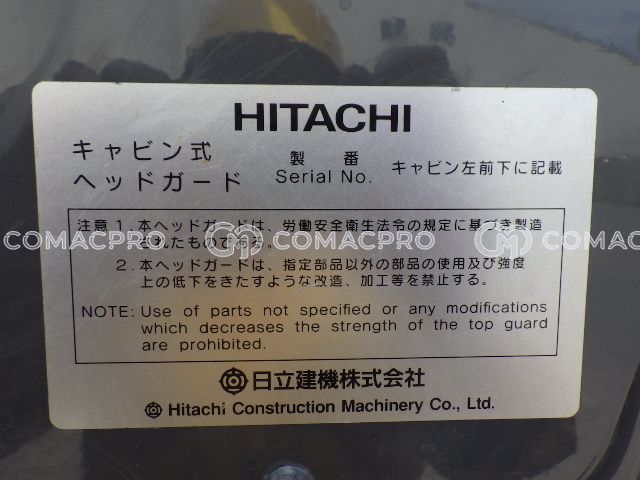 HITACHI
キャビン式
ヘッドガード
製番
Serial No.
キャビン左前下に記載
注意 1. 本ヘッドガードは、労働安全衛生法令の規定に基づき製造
されたものである。
2. 本ヘッドガードは、指定部品以外の部品の使用及び強度
上の低下をきたすような改造、加工等を禁止する。
NOTE: Use of parts not specified or any modifications
which decreases the strength of the top guard
are prohibited.
日立建機株式会社
Hitachi Construction Machinery Co., Ltd.
COMACPRO COMACPRO